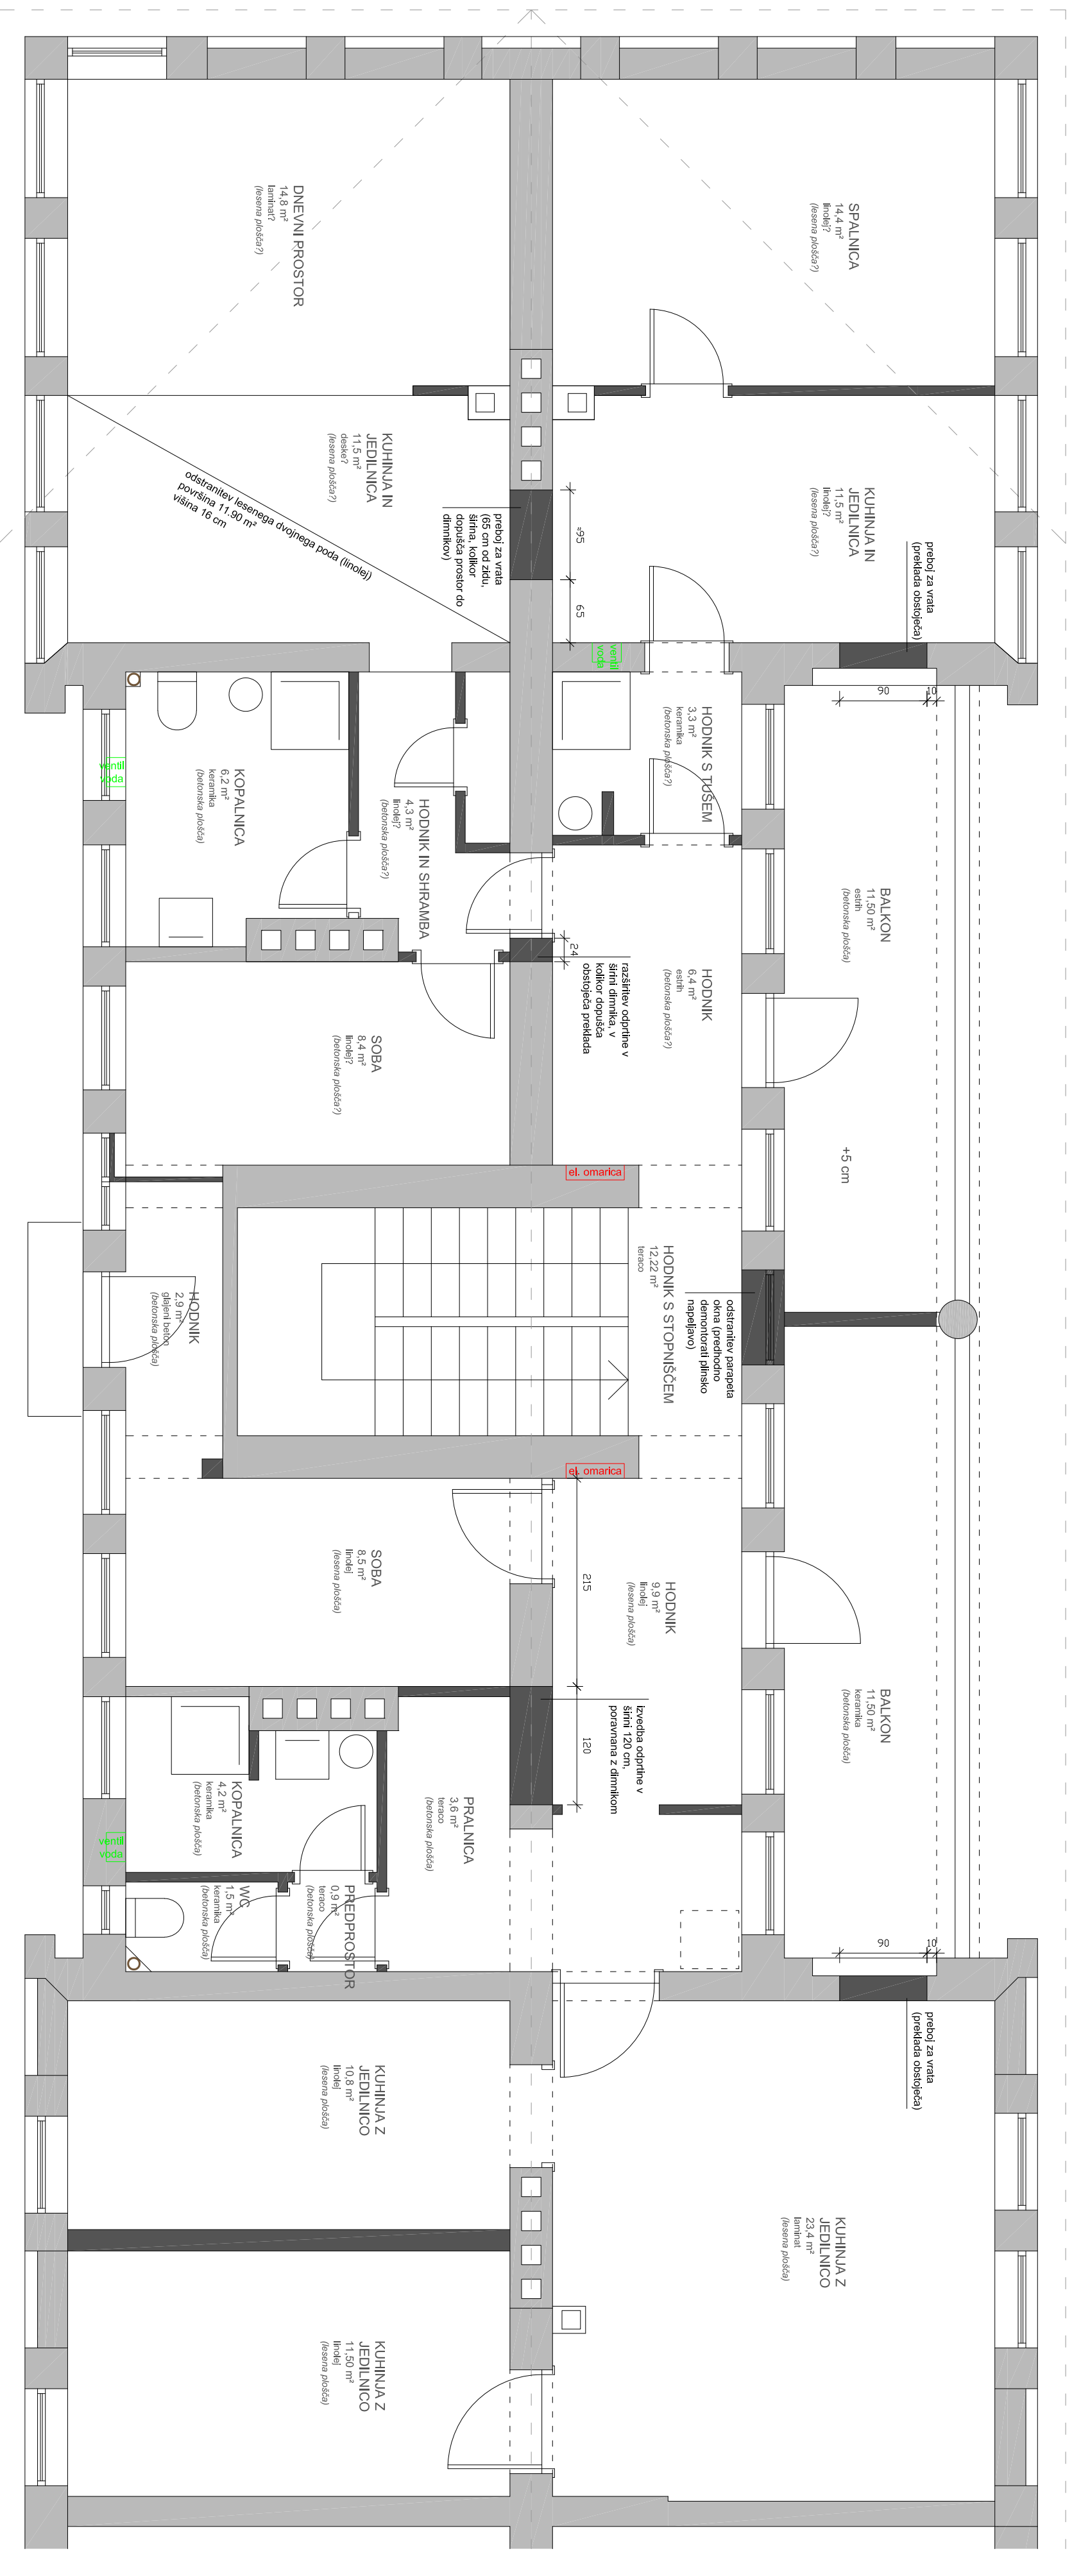 DNEVNI PROSTOR
14,8 m²
laminat?
(lesena plošča?)
SPALNICA
14,4 m²
linolej?
(lesena plošča?)
KUHINJA IN
JEDILNICA
11,5 m²
deske?
(lesena plošča?)
KUHINJA IN
JEDILNICA
11,5 m²
linolej?
(lesena plošča?)
odstranitev lesenega dvojnega poda (linolej)
površina 11.90 m²
višina 16 cm
preboj za vrata
(65 cm od zidu,
širina, kolikor
dopušča prostor do
dimnikov)
≈95
65
preboj za vrata
(preklada obstoječa)
90
10
ventil
voda
HODNIK S TUŠEM
3,3 m²
keramika
(betonska plošča?)
ventil
voda
KOPALNICA
6,2 m²
keramika
(betonska plošča)
HODNIK IN SHRAMBA
4,3 m²
linolej?
(betonska plošča?)
BALKON
11,50 m²
estrih
(betonska plošča)
24
razširitev odprtine v
širini dimnika, v
kolikor dopušča
obstoječa preklada
HODNIK
6,4 m²
estrih
(betonska plošča?)
SOBA
8,4 m²
linolej?
(betonska plošča?)
+5 cm
el. omarica
HODNIK S STOPNIŠČEM
12,22 m²
teraco
HODNIK
2,9 m²
glajeni beton
(betonska plošča)
odstranitev parapeta
okna (predhodno
demontorati plinsko
napeljavo)
el. omarica
SOBA
8,5 m²
linolej
(lesena plošča)
215
HODNIK
9,9 m²
linolej
(lesena plošča)
BALKON
11,50 m²
keramika
(betonska plošča)
120
izvedba odprtine v
širini 120 cm,
poravnana z dimnikom
KOPALNICA
4,2 m²
keramika
(betonska plošča)
PRALNICA
3,6 m²
teraco
(betonska plošča)
ventil
voda
WC
1,5 m²
keramika
(betonska plošča)
PREDPROSTOR
0,9 m²
teraco
(betonska plošča)
90
10
preboj za vrata
(preklada obstoječa)
KUHINJA Z
JEDILNICO
10,8 m²
linolej
(lesena plošča)
KUHINJA Z
JEDILNICO
23,4 m²
laminat
(lesena plošča)
KUHINJA Z
JEDILNICO
11,50 m²
linolej
(lesena plošča)